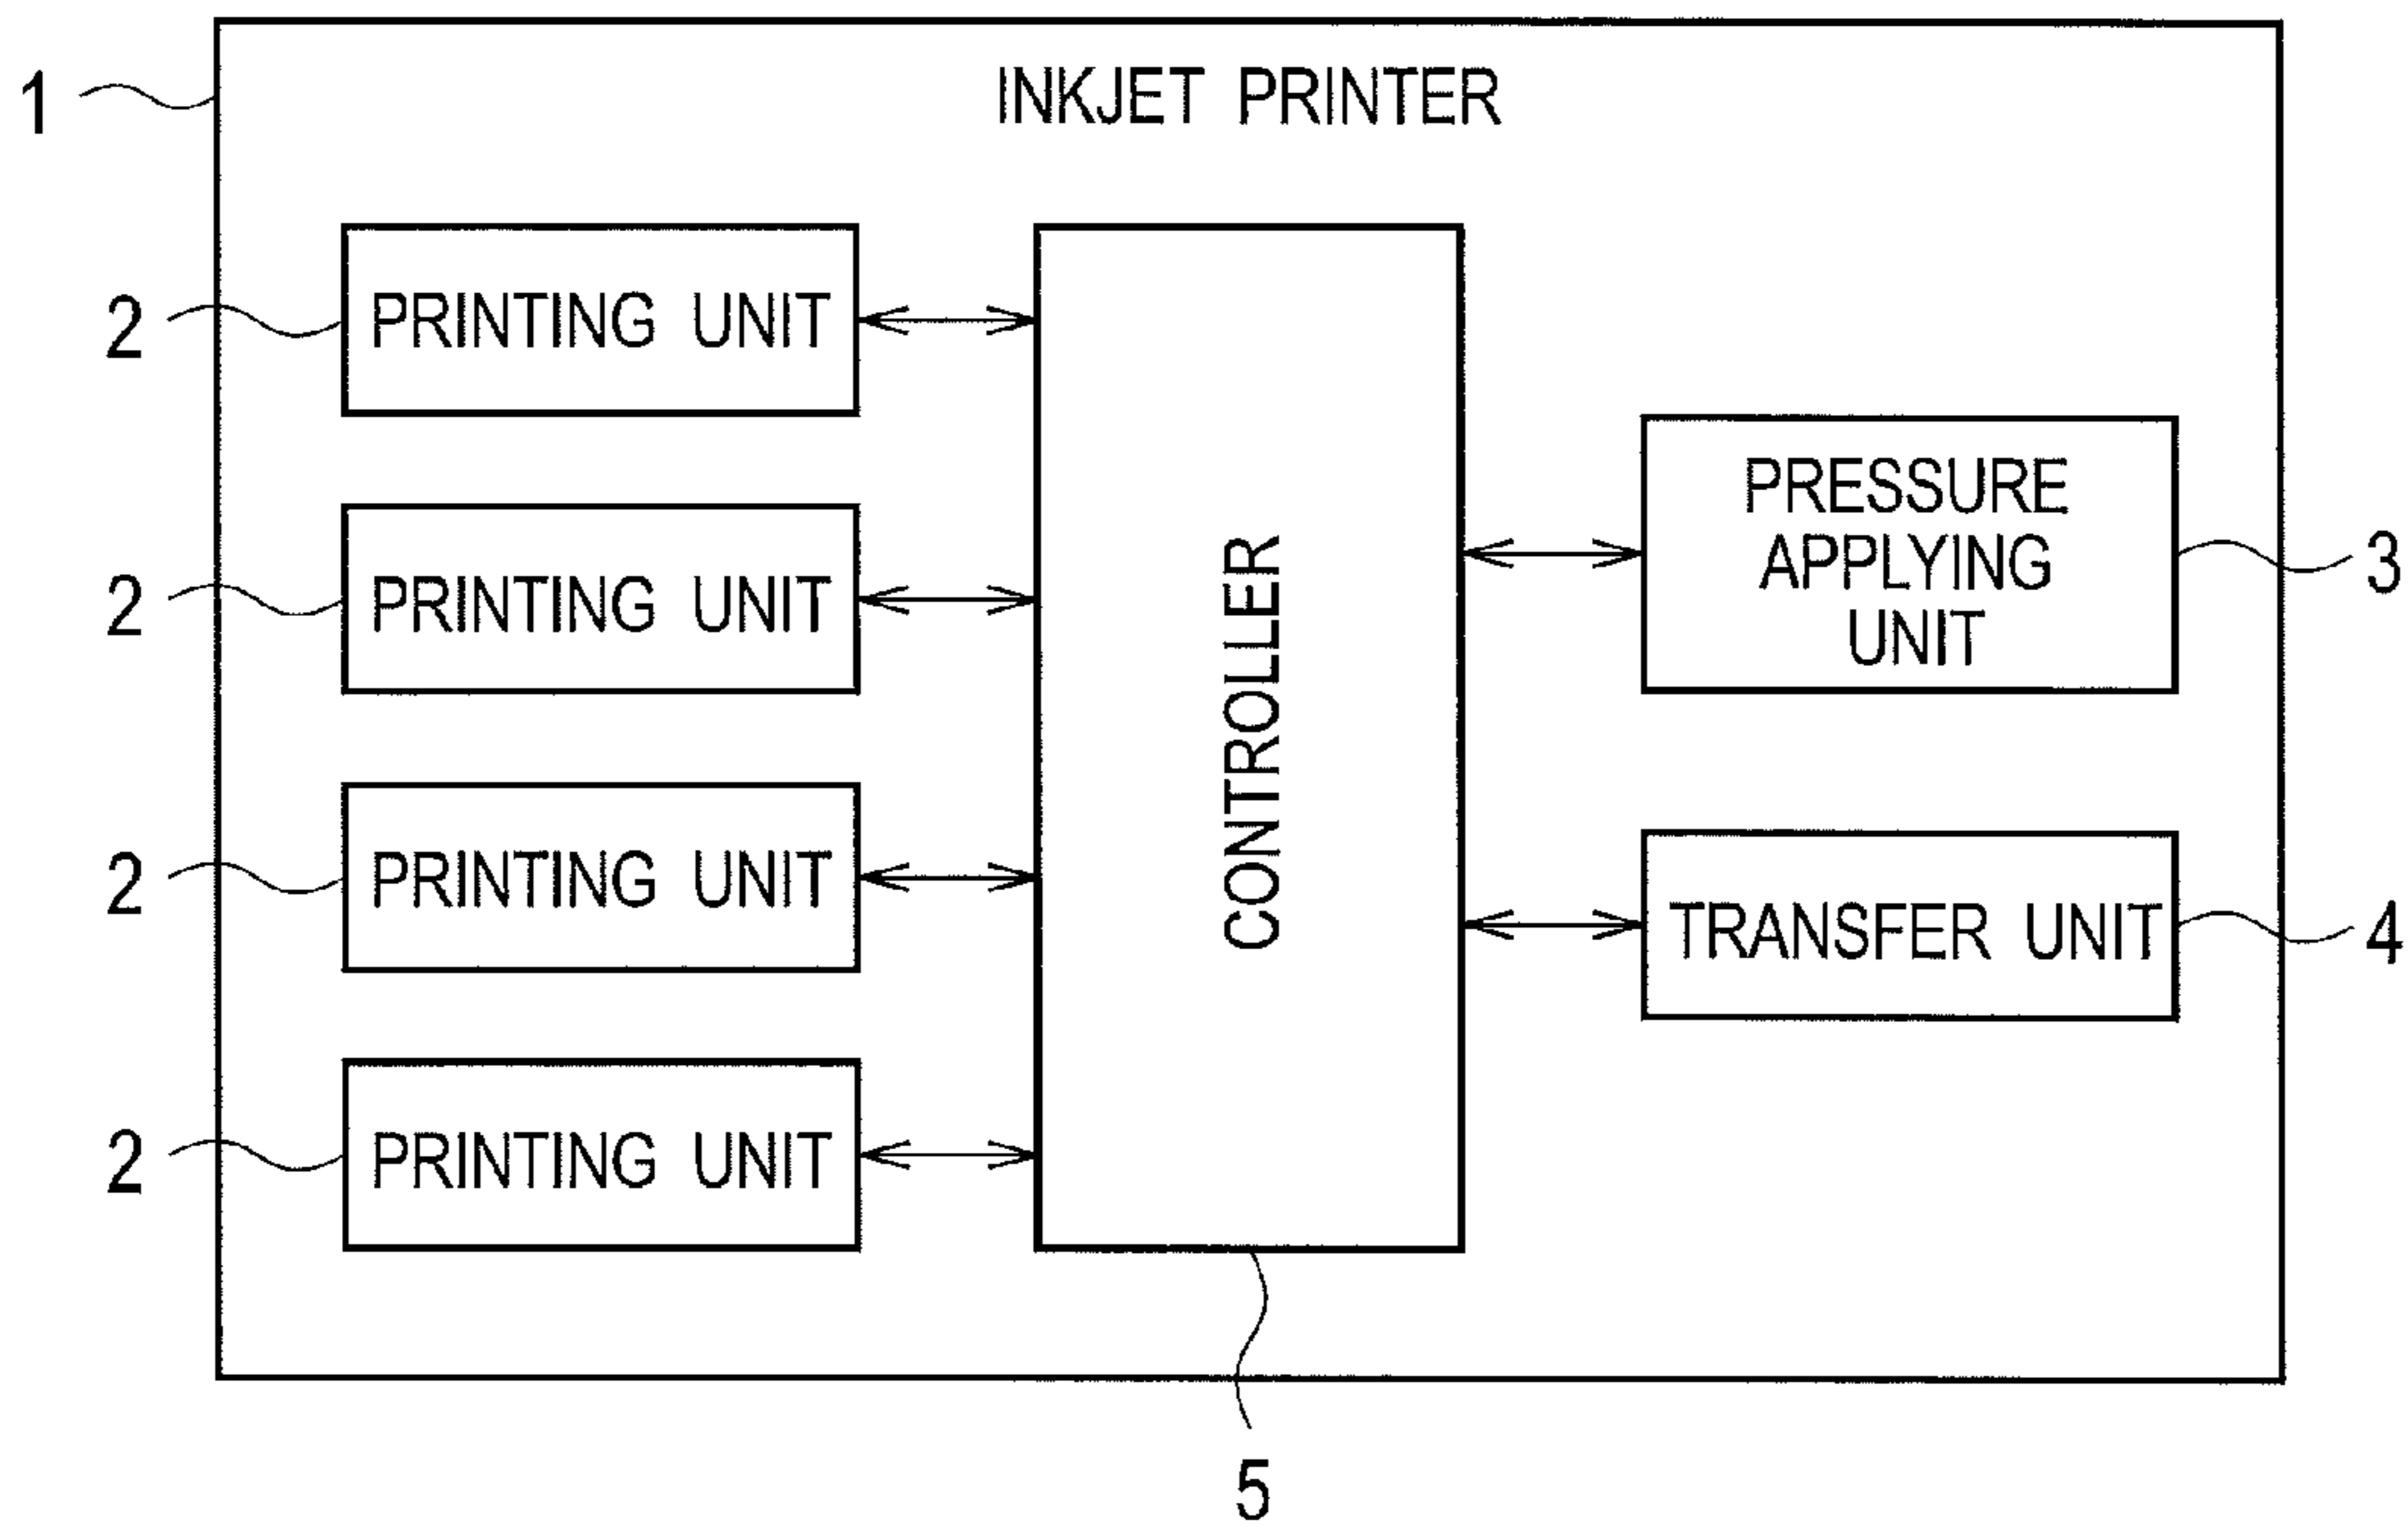 INKJET PRINTER
1
2 PRINTING UNIT
2 PRINTING UNIT
2 PRINTING UNIT
2 PRINTING UNIT
CONTROLLER
5
PRESSURE
APPLYING
UNIT
3
TRANSFER UNIT 4